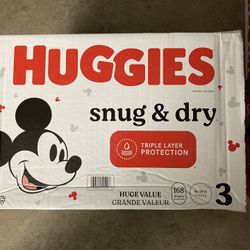 HUGGIES
snug & dry
TRIPLE LAYER
PROTECTION
HUGE VALUE
GRANDE VALEUR
168
3